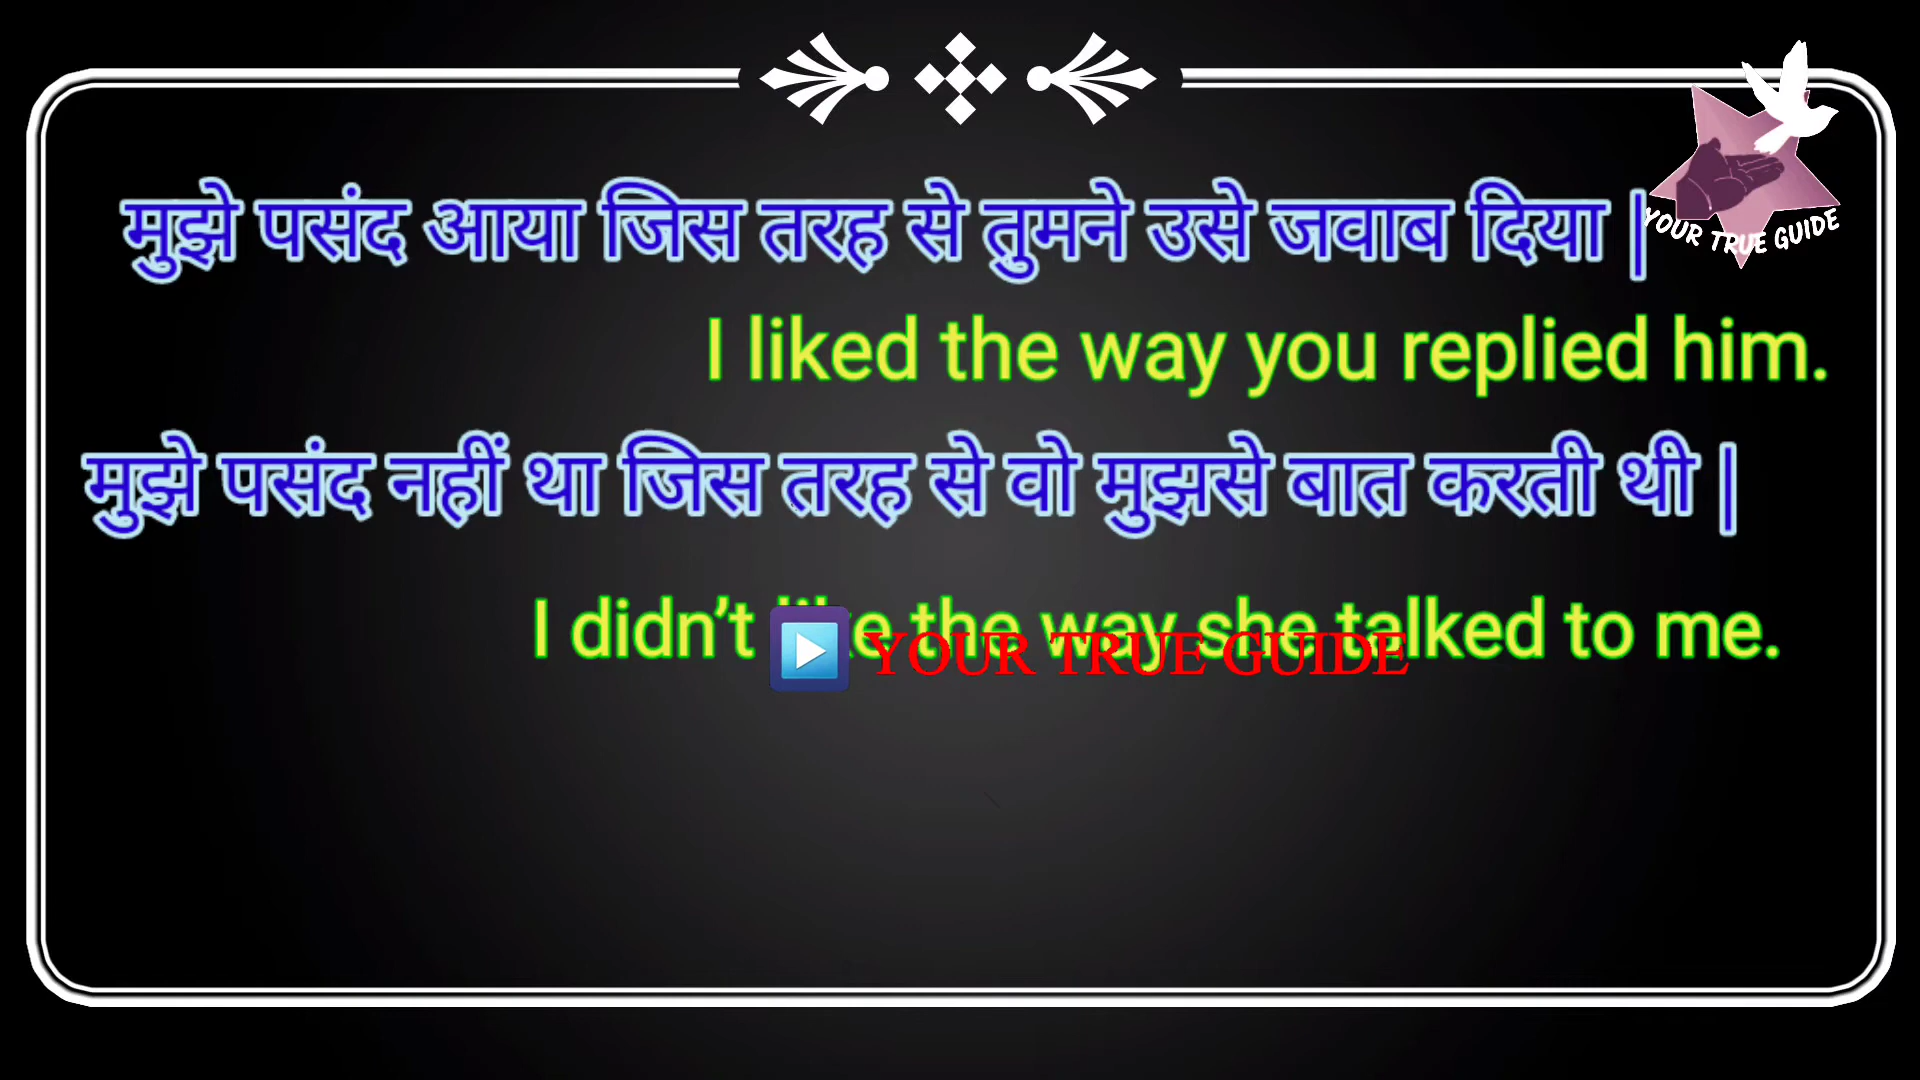 मुझे पसंद आया जिस तरह से तुमने उसे जवाब दिया |
YOUR TRUE GUIDE
I liked the way you replied him.
मुझे पसंद नहीं था जिस तरह से वो मुझसे बात करती थी |
I didn’t like the way she talked to me.
YOUR TRUE GUIDE